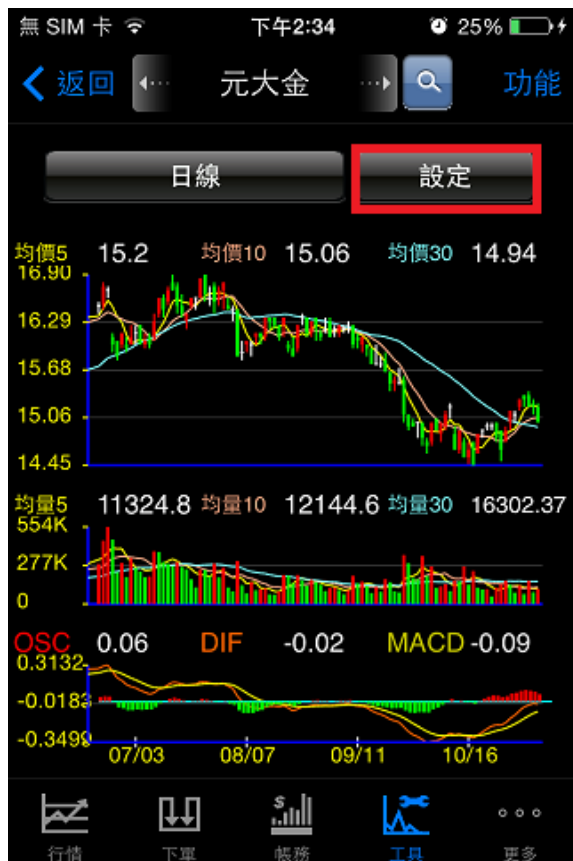 無 SIM 卡 下午2:34 25%
返回 元大金 功能
日線 設定
均價5 15.2 均價10 15.06 均價30 14.94
16.90
16.29
15.68
15.06
14.45
均量5 11324.8 均量10 12144.6 均量30 16302.37
554K
277K
0
OSC 0.06 DIF -0.02 MACD -0.09
0.3132
-0.0183
-0.3499
07/03 08/07 09/11 10/16
行情 下單 帳務 工具 更多